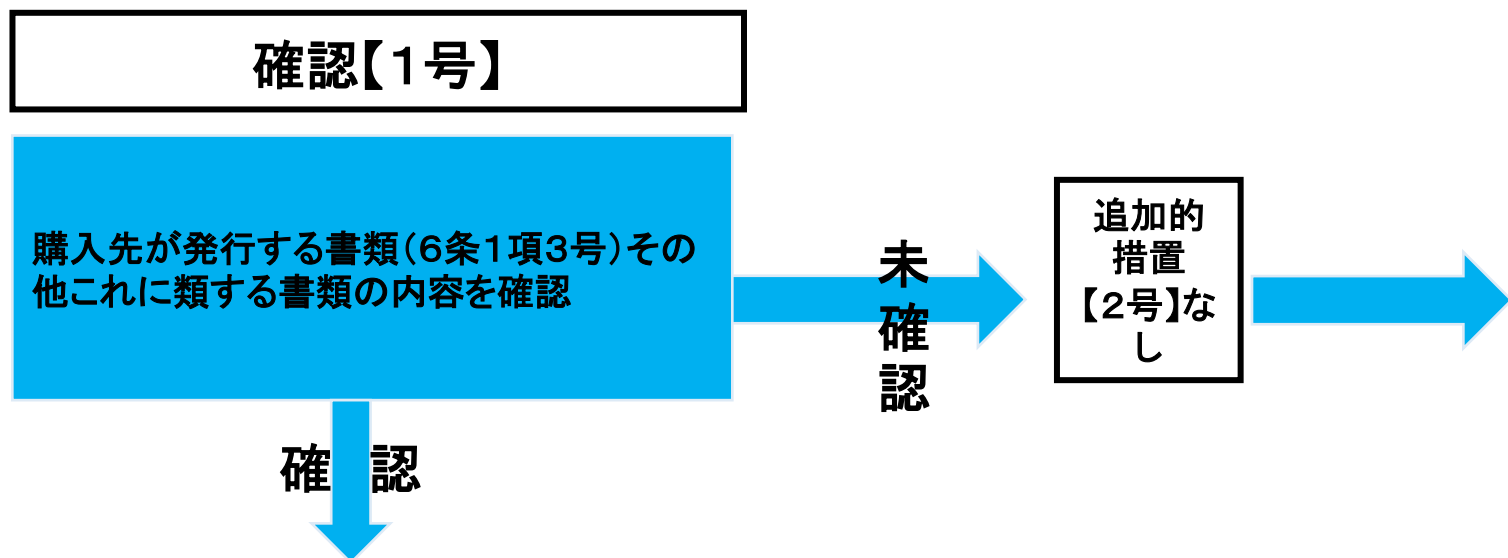 確認【１号】
購入先が発行する書類（６条１項３号）その
他これに類する書類の内容を確認
未確認
追加的
措置
【２号】な
し
確認